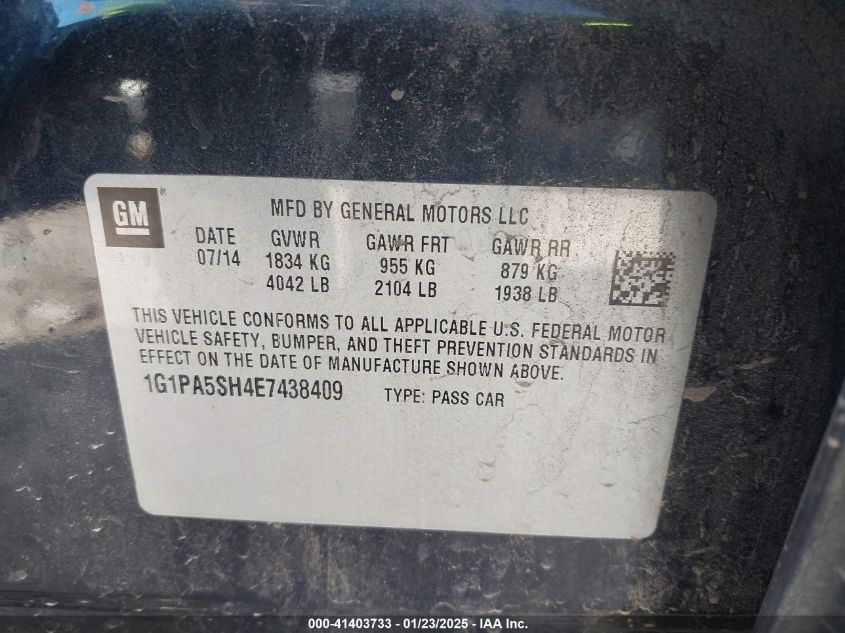 GM ®
MFD BY GENERAL MOTORS LLC
DATE GVWR GAWR FRT GAWR RR
07/14 1834 KG 955 KG 879 KG
4042 LB 2104 LB 1938 LB
THIS VEHICLE CONFORMS TO ALL APPLICABLE U.S. FEDERAL MOTOR
VEHICLE SAFETY, BUMPER, AND THEFT PREVENTION STANDARDS IN
EFFECT ON THE DATE OF MANUFACTURE SHOWN ABOVE.
1G1PA5SH4E7438409 TYPE: PASS CAR
000-41403733 - 01/23/2025 - IAA Inc.